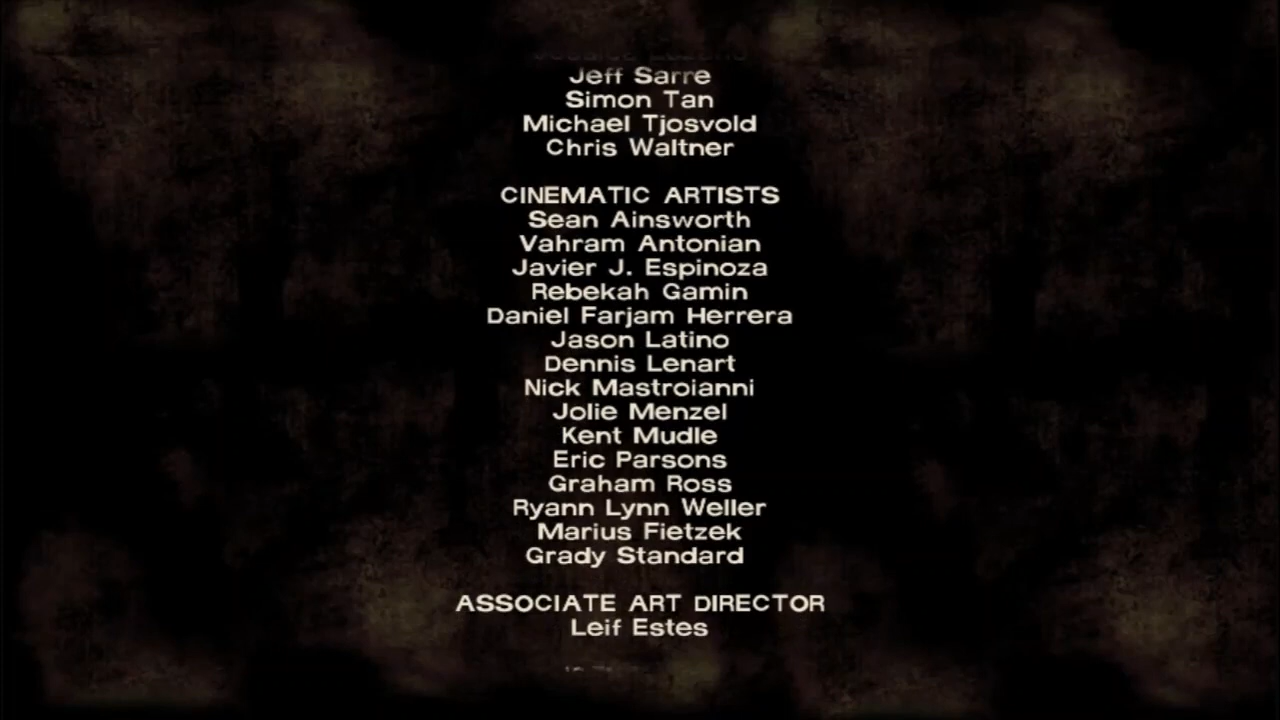 Jeff Sarre
Simon Tan
Michael Tjosvold
Chris Waltner
CINEMATIC ARTISTS
Sean Ainsworth
Vahram Antonian
Javier J. Espinoza
Rebekah Gamin
Daniel Farjam Herrera
Jason Latino
Dennis Lenart
Nick Mastroianni
Jolie Menzel
Kent Mudle
Eric Parsons
Graham Ross
Ryann Lynn Weller
Marius Fietzek
Grady Standard
ASSOCIATE ART DIRECTOR
Leif Estes